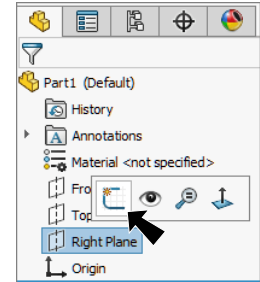 Part1 (Default)
History
Annotations
Material <not specified>
Fro
Top
Right Plane
Origin